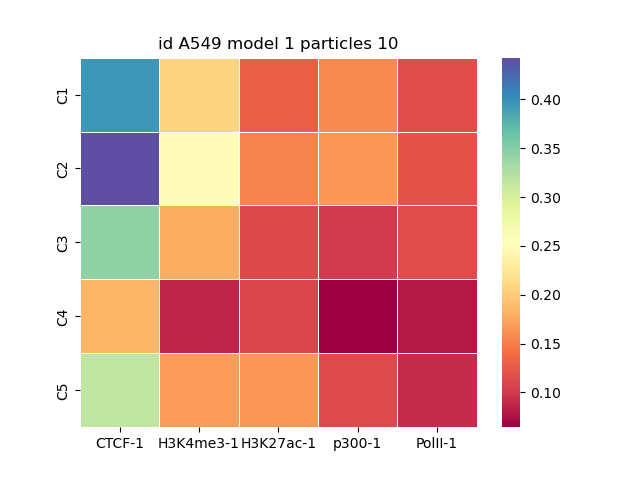 id A549 model 1 particles 10
C1
C2
C3
C4
C5
CTCF-1 H3K4me3-1 H3K27ac-1 p300-1 PolII-1
0.40
0.35
0.30
0.25
0.20
0.15
0.10